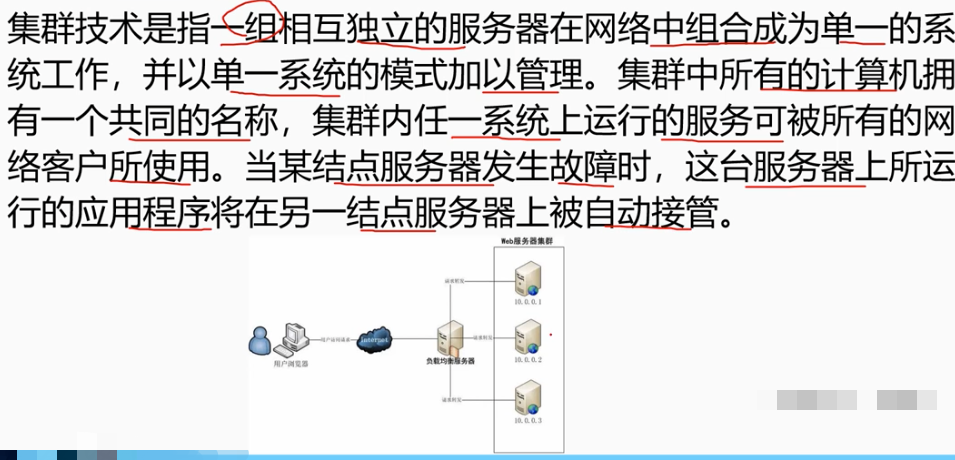 集群技术是指一组相互独立的服务器在网络中组合成为单一的系
统工作，并以单一系统的模式加以管理。集群中所有的计算机拥
有一个共同的名称，集群内任一系统上运行的服务可被所有的网
络客户所使用。当某结点服务器发生故障时，这台服务器上所运
行的应用程序将在另一结点服务器上被自动接管。
Web服务器集群
请求转发
10.0.0.1
用户浏览器
Internet
请求转发
负载均衡服务器
10.0.0.2
请求转发
10.0.0.3